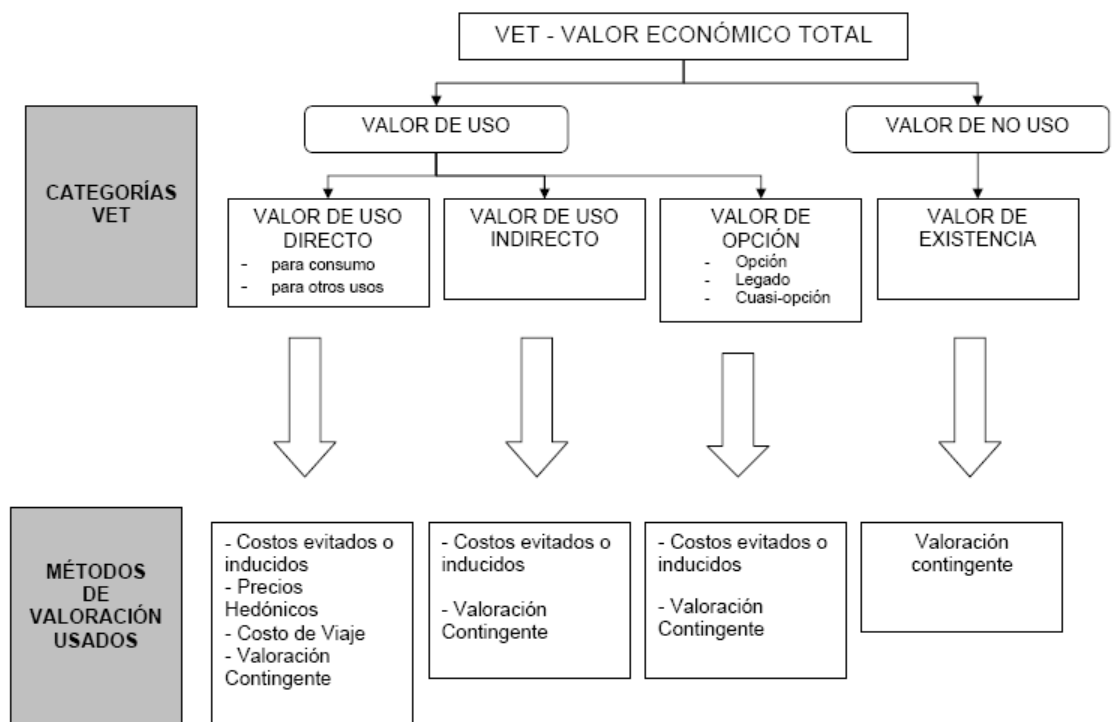 VET - VALOR ECONÓMICO TOTAL
VALOR DE USO
VALOR DE NO USO
CATEGORÍAS
VET
VALOR DE USO
DIRECTO
- para consumo
- para otros usos
VALOR DE USO
INDIRECTO
VALOR DE
OPCIÓN
- Opción
- Legado
- Cuasi-opción
VALOR DE
EXISTENCIA
MÉTODOS
DE
VALORACIÓN
USADOS
- Costos evitados o
inducidos
- Precios
Hedónicos
- Costo de Viaje
- Valoración
Contingente
- Costos evitados o
inducidos
- Valoración
Contingente
- Costos evitados o
inducidos
- Valoración
Contingente
Valoración
contingente